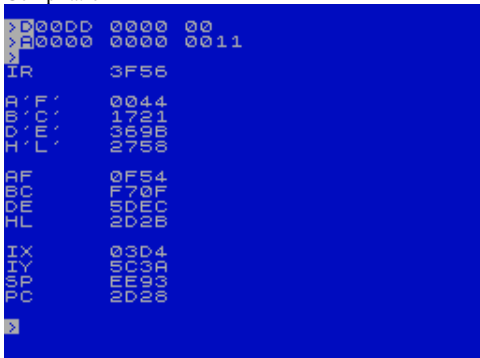 >D00DD 0000 00
>A0000 0000 0011
>
IR 3F56
A'F' 0044
B'C' 1721
D'E' 369B
H'L' 2758
AF 0F54
BC F70F
DE 5DEC
HL 2D2B
IX 03D4
IY 5C3A
SP EE93
PC 2D28
>